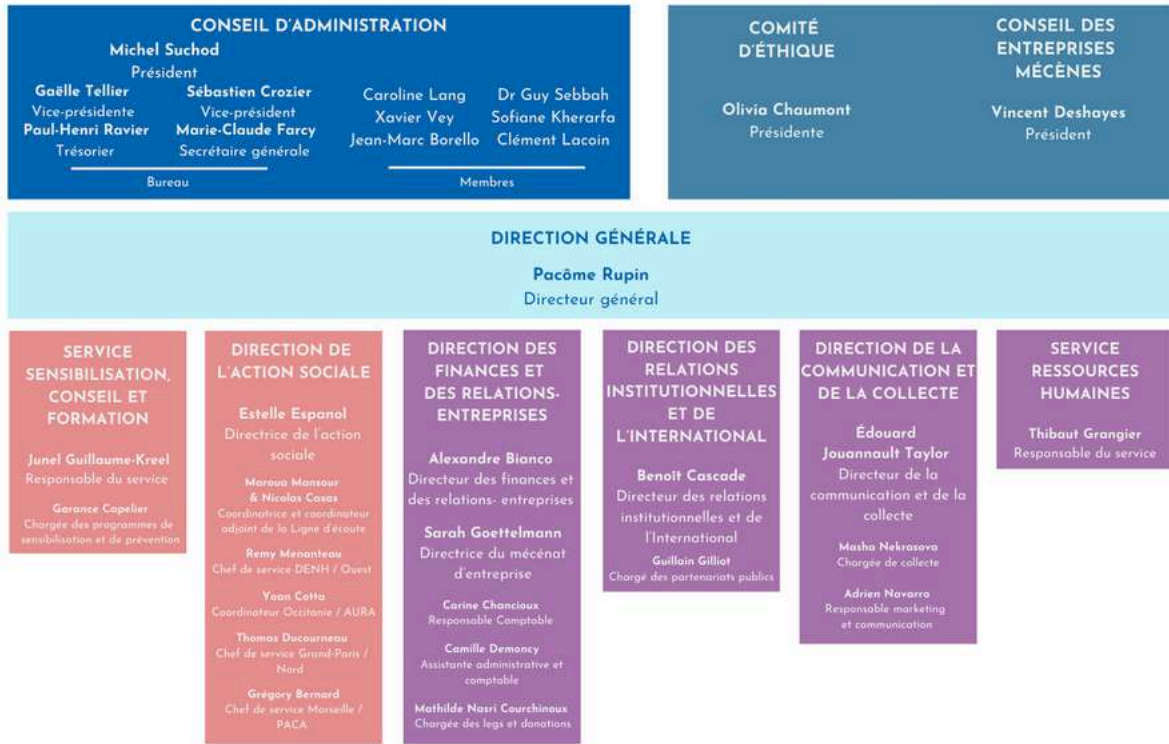 CONSEIL D'ADMINISTRATION
Michel Suchod
Président
Gaëlle Tellier
Vice-présidente
Paul-Henri Ravier
Trésorier
Sébastien Crozier
Vice-président
Marie-Claude Farcy
Secrétaire générale
Bureau
Caroline Lang
Xavier Vey
Jean-Marc Borello
Dr Guy Sebbah
Sofiane Kherarfa
Clément Lacoin
Membres
COMITÉ
D'ÉTHIQUE
Olivia Chaumont
Présidente
CONSEIL DES
ENTREPRISES
MÉCÈNES
Vincent Deshayes
Président
DIRECTION GÉNÉRALE
Pacôme Rupin
Directeur général
SERVICE
SENSIBILISATION,
CONSEIL ET
FORMATION
Junel Guillaume-Kreel
Responsable du service
Garance Capelier
Chargée des programmes de
sensibilisation et de prévention
DIRECTION DE
L'ACTION SOCIALE
Estelle Espanol
Directrice de l'action
sociale
Maroua Mansour
& Nicolas Casas
Coordinatrice et coordinateur
adjoint de la Ligne d'écoute
Remy Menanteau
Chef de service DENH / Ouest
Yoan Cotta
Coordinateur Occitanie / AURA
Thomas Ducourneau
Chef de service Grand-Paris /
Nord
Grégory Bernard
Chef de service Marseille /
PACA
DIRECTION DES
FINANCES ET
DES RELATIONS-
ENTREPRISES
Alexandre Bianco
Directeur des finances et
des relations- entreprises
Sarah Goettelmann
Directrice du mécénat
d'entreprise
Carine Chancioux
Responsable Comptable
Camille Demoncy
Assistante administrative et
comptable
Mathilde Nasri Courchinoux
Chargée des legs et donations
DIRECTION DES
RELATIONS
INSTITUTIONNELLES
ET DE
L'INTERNATIONAL
Benoît Cascade
Directeur des relations
institutionnelles et de
l'International
Guillain Gilliot
Chargé des partenariats publics
DIRECTION DE LA
COMMUNICATION ET
DE LA COLLECTE
Édouard
Jouannault Taylor
Directeur de la
communication et de la
collecte
Masha Nekrasova
Chargée de collecte
Adrien Navarro
Responsable marketing
et communication
SERVICE
RESSOURCES
HUMAINES
Thibaut Grangier
Responsable du service